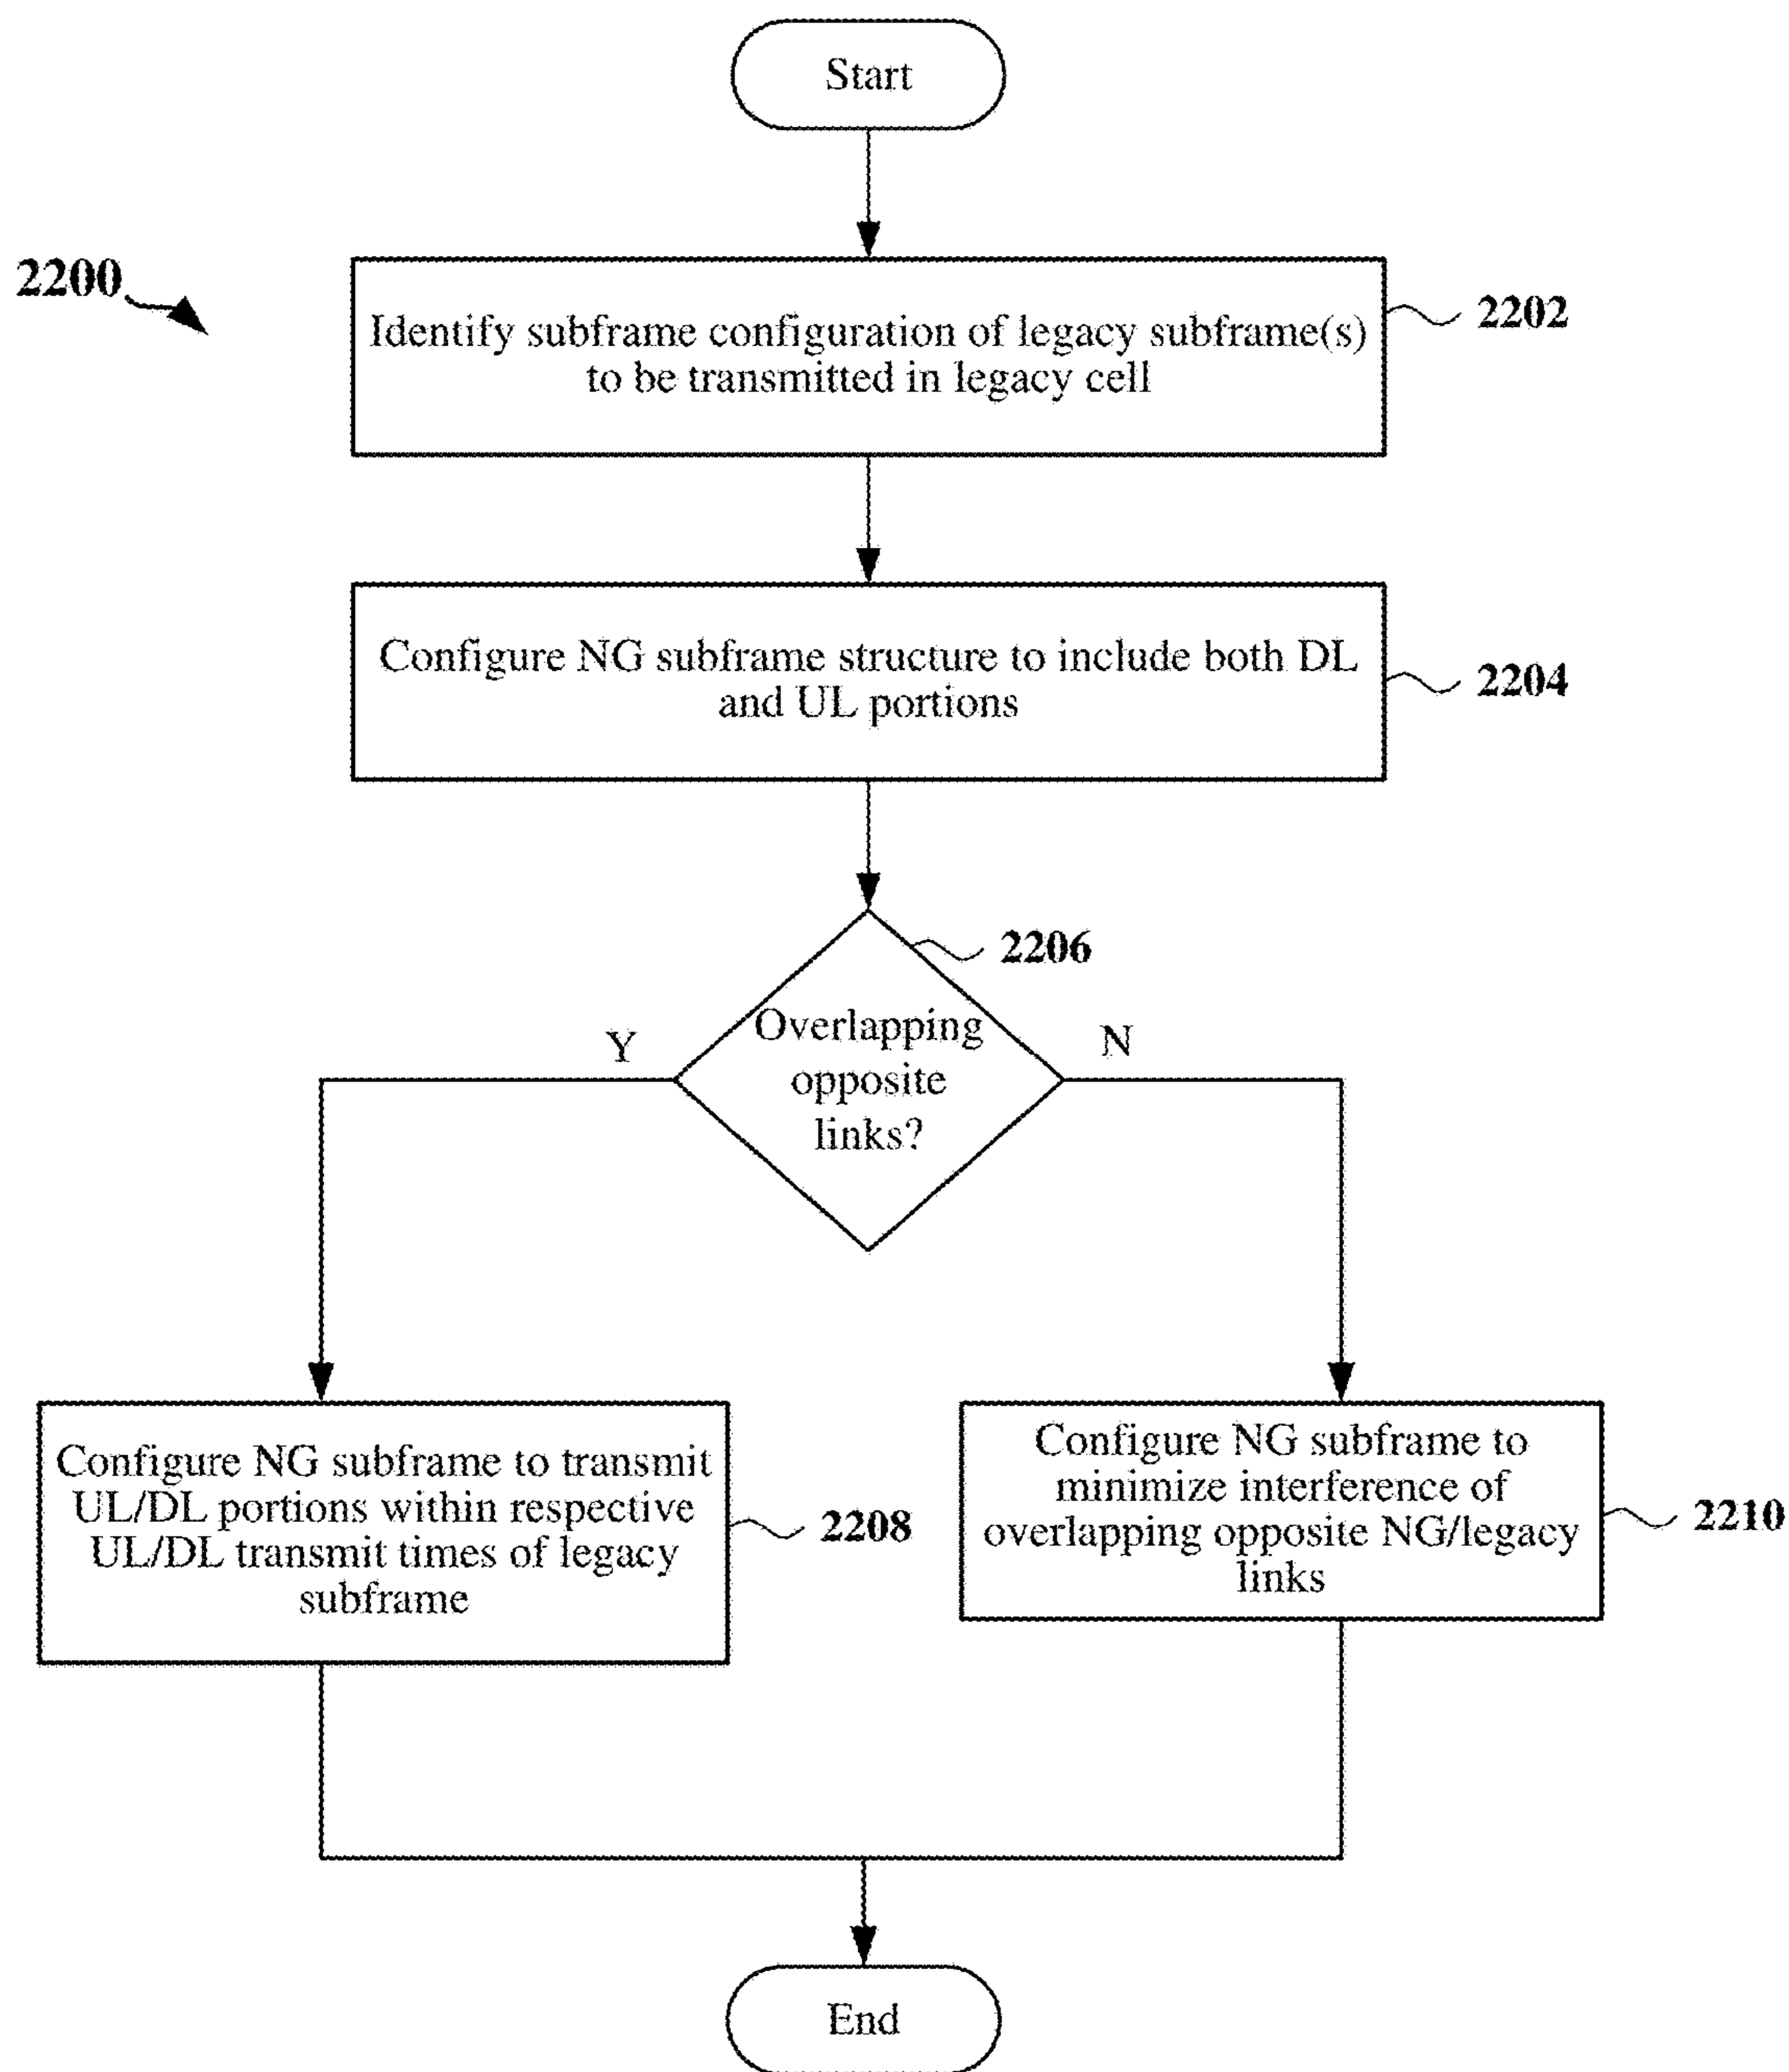 Start
2200
Identify subframe configuration of legacy subframe(s)
to be transmitted in legacy cell
2202
Configure NG subframe structure to include both DL
and UL portions
2204
2206
Overlapping
opposite
links?
Y
N
Configure NG subframe to transmit
UL/DL portions within respective
UL/DL transmit times of legacy
subframe
2208
Configure NG subframe to
minimize interference of
overlapping opposite NG/legacy
links
2210
End